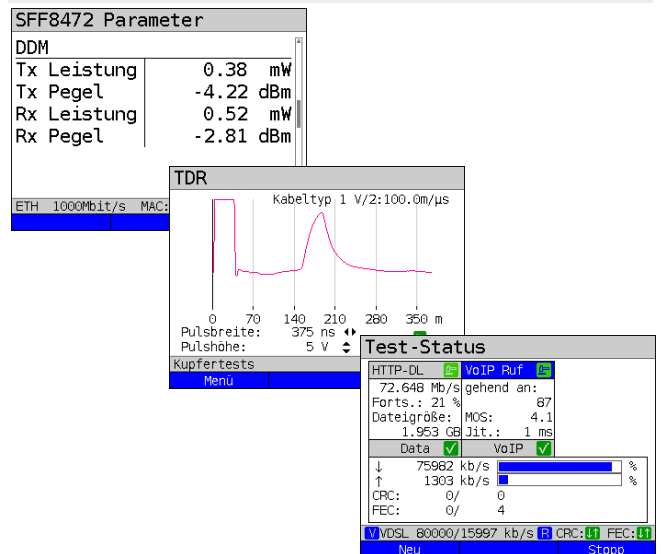 SFF8472 Parameter
DDM
Tx Leistung 0.38 mW
Tx Pegel -4.22 dBm
Rx Leistung 0.52 mW
Rx Pegel -2.81 dBm
ETH 1000Mbit/s MAC:
TDR
Kabeltyp 1 V/2:100.0m/µs
0 70 140 210 280 350 m
Pulsbreite: 375 ns
Pulshöhe: 5 V
Kupfertests
Menü
Test-Status
HTTP-DL VoIP Ruf
72.648 Mb/s gehend an:
Forts.: 21 % 87
Dateigröße: MOS: 4.1
1.953 GB Jit.: 1 ms
Data VoIP
↓ 75982 kb/s %
↑ 1303 kb/s %
CRC: 0/ 0
FEC: 0/ 4
V VDSL 80000/15997 kb/s R CRC: FEC:
Neu Stopp